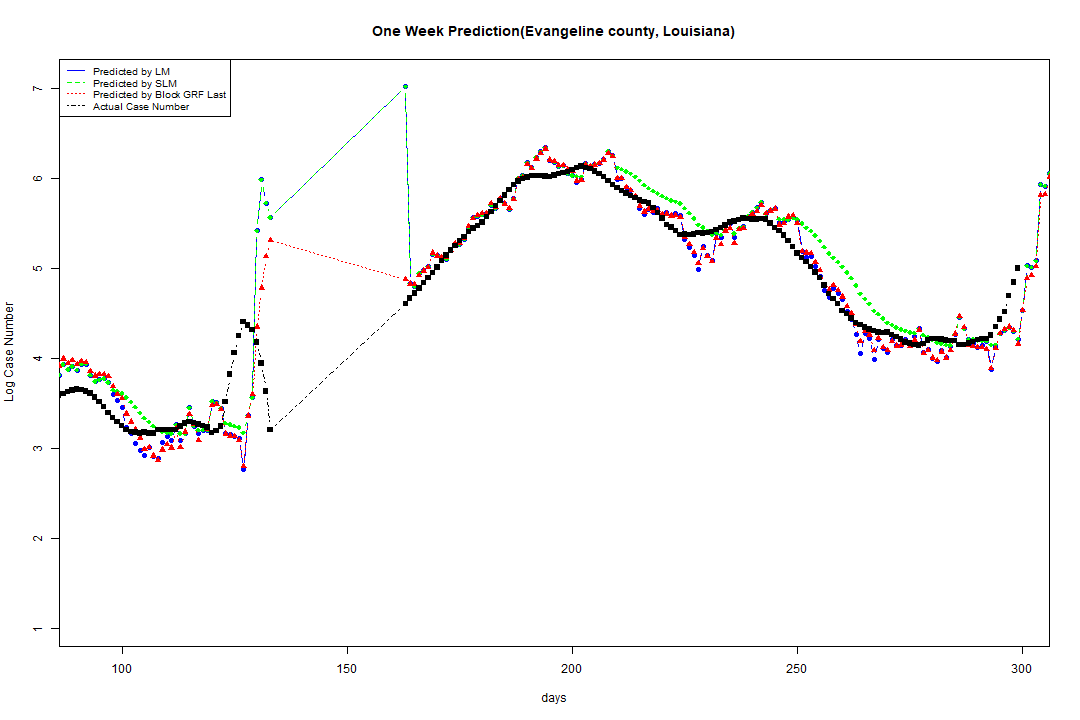 One Week Prediction(Evangeline county, Louisiana)
Predicted by LM
Predicted by SLM
Predicted by Block GRF Last
Actual Case Number
7
6
5
4
3
2
1
Log Case Number
100 150 200 250 300
days